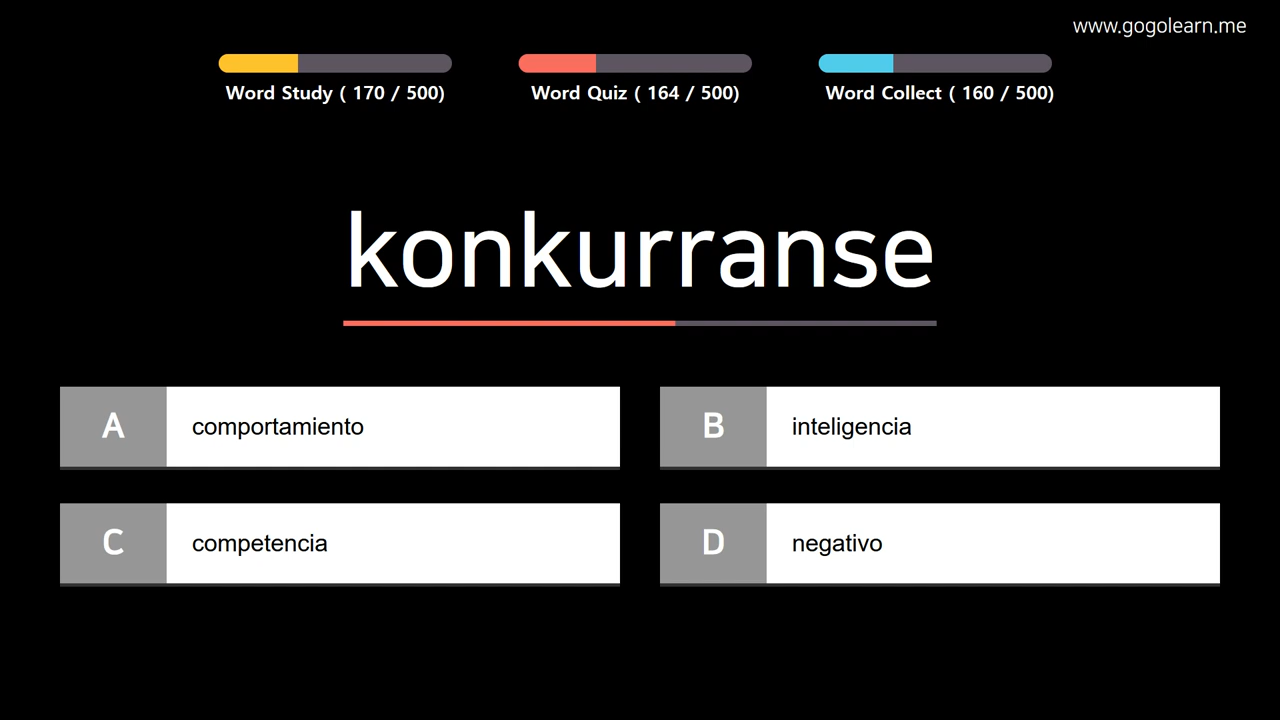 www.gogolearn.me
Word Study ( 170 / 500)
Word Quiz ( 164 / 500)
Word Collect ( 160 / 500)
konkurranse
A comportamiento
B inteligencia
C competencia
D negativo